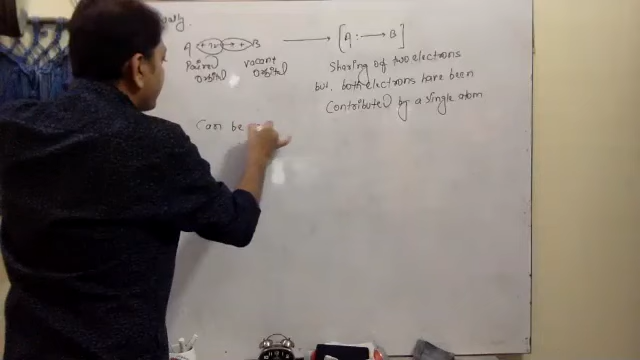 A B → [A: → B]
Paired vacant
orbital orbital
Sharing of two electrons
but, both electrons have been
Contributed by a single atom
Can be